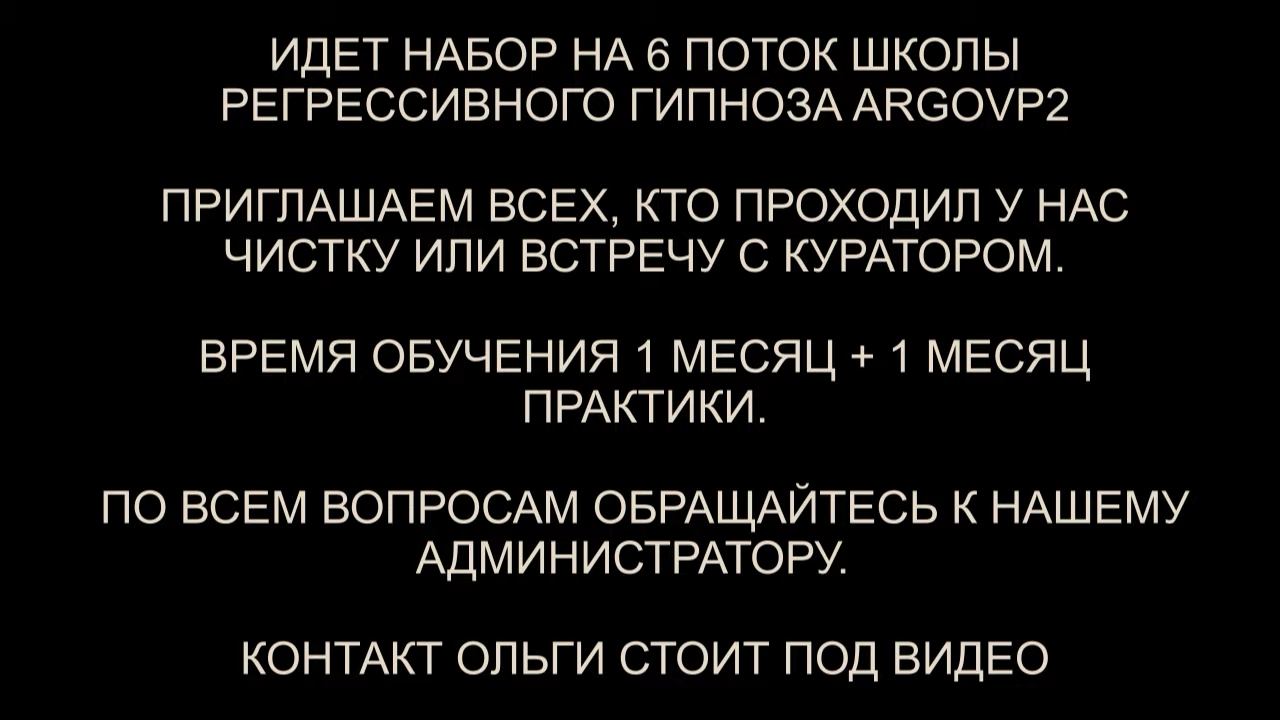 ИДЕТ НАБОР НА 6 ПОТОК ШКОЛЫ
РЕГРЕССИВНОГО ГИПНОЗА ARGOVP2
ПРИГЛАШАЕМ ВСЕХ, КТО ПРОХОДИЛ У НАС
ЧИСТКУ ИЛИ ВСТРЕЧУ С КУРАТОРОМ.
ВРЕМЯ ОБУЧЕНИЯ 1 МЕСЯЦ + 1 МЕСЯЦ
ПРАКТИКИ.
ПО ВСЕМ ВОПРОСАМ ОБРАЩАЙТЕСЬ К НАШЕМУ
АДМИНИСТРАТОРУ.
КОНТАКТ ОЛЬГИ СТОИТ ПОД ВИДЕО